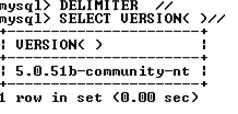 mysql> DELIMITER //
mysql> SELECT VERSION( )//
+---------------------+
| VERSION( )          |
+---------------------+
| 5.0.51b-community-nt |
+---------------------+
1 row in set (0.00 sec)